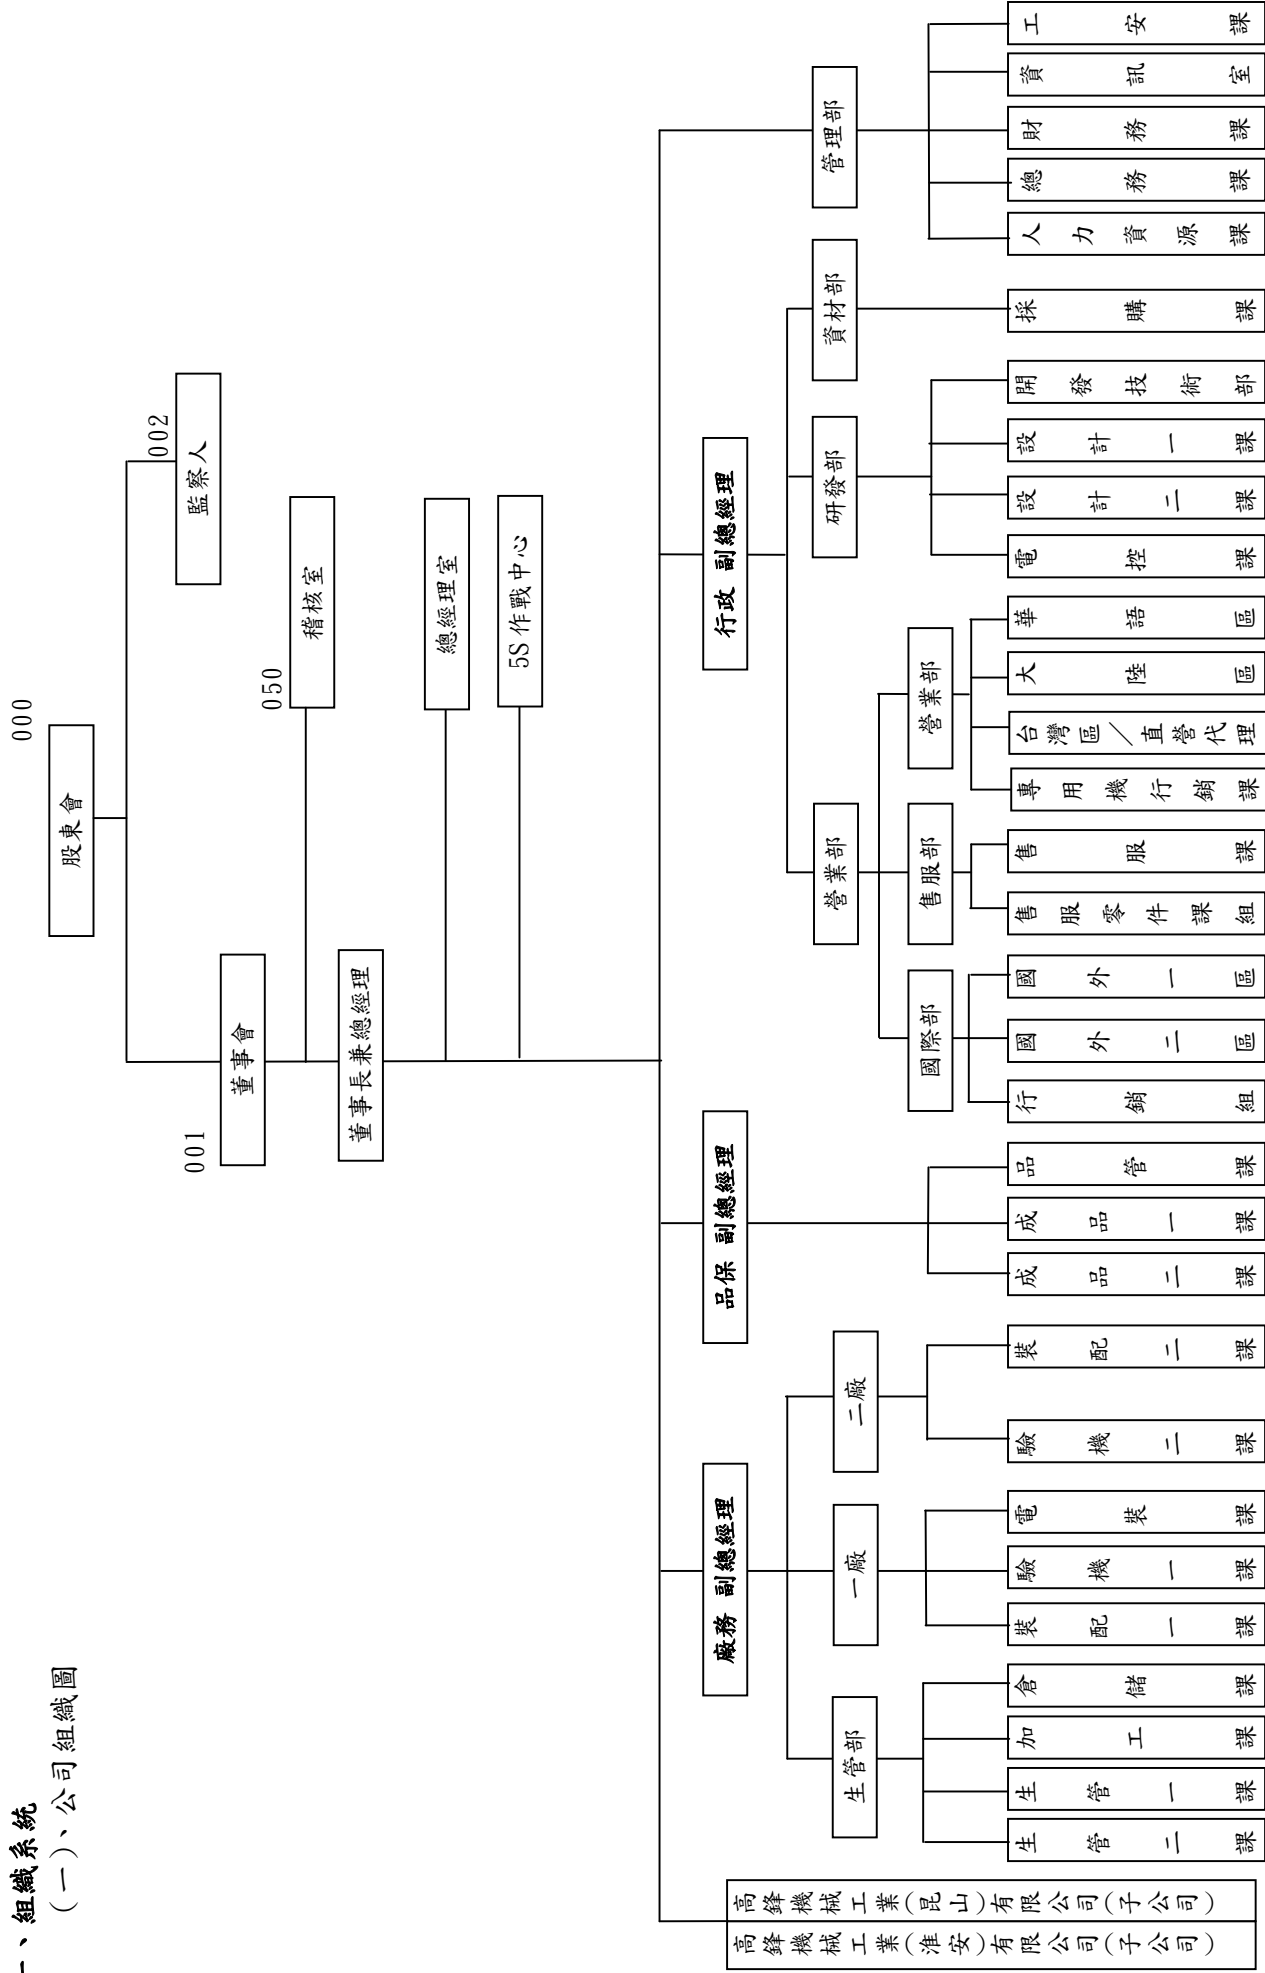 一、組織系統
（一）、公司組織圖
000
股東會
001
董事會
002
監察人
050
稽核室
董事長兼總經理
總經理室
5S 作戰中心
廠務 副總經理
品保 副總經理
行政 副總經理
管理部
生管部
一廠
二廠
營業部
研發部
資材部
國際部
售服部
營業部
高鋒機械工業(淮安)有限公司(子公司)
高鋒機械工業(昆山)有限公司(子公司)
生管二課
生管一課
加工課
倉儲課
裝配一課
驗機一課
電裝課
驗機二課
裝配二課
成品二課
成品一課
品管課
行銷組
國外二區
國外一區
售服零件課組
售服課
專用機行銷課
台灣區／直營代理
大陸區
華語區
電控課
設計二課
設計一課
開發技術部
採購課
人力資源課
總務課
財務課
資訊室
工安課